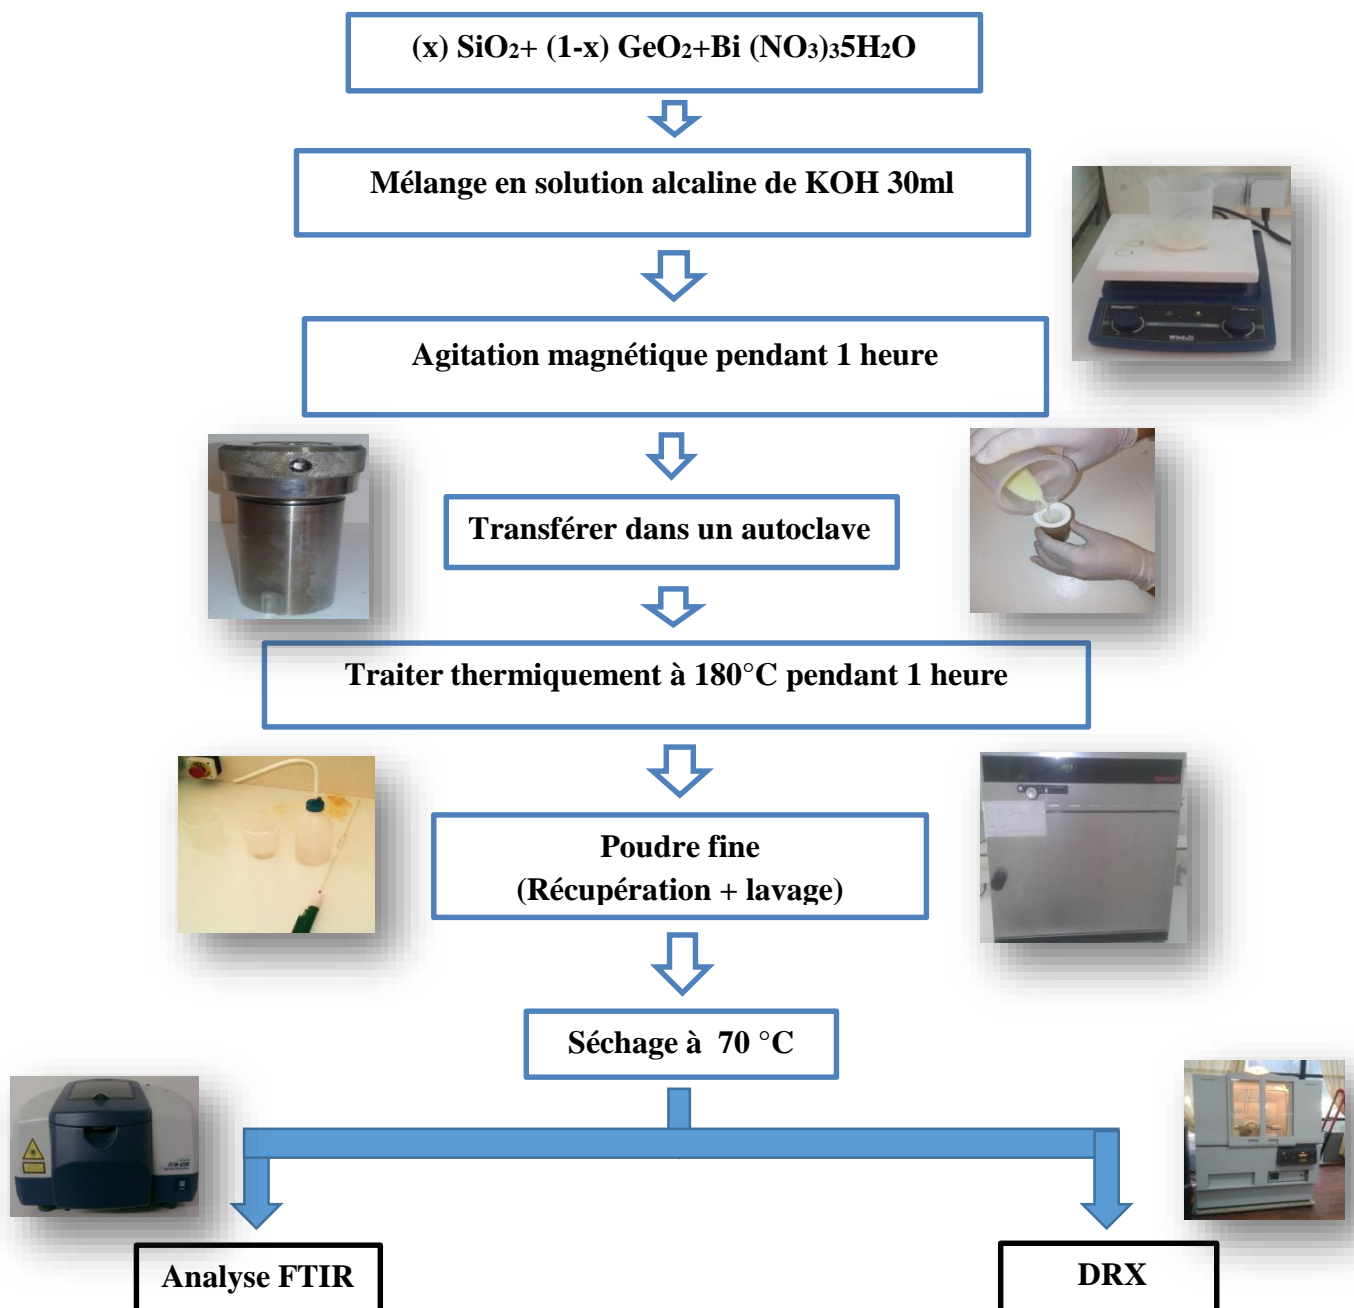 (x) SiO₂+ (1-x) GeO₂+Bi (NO₃)₃5H₂O
Mélange en solution alcaline de KOH 30ml
Agitation magnétique pendant 1 heure
Transférer dans un autoclave
Traiter thermiquement à 180°C pendant 1 heure
Poudre fine
(Récupération + lavage)
Séchage à 70 °C
Analyse FTIR
DRX